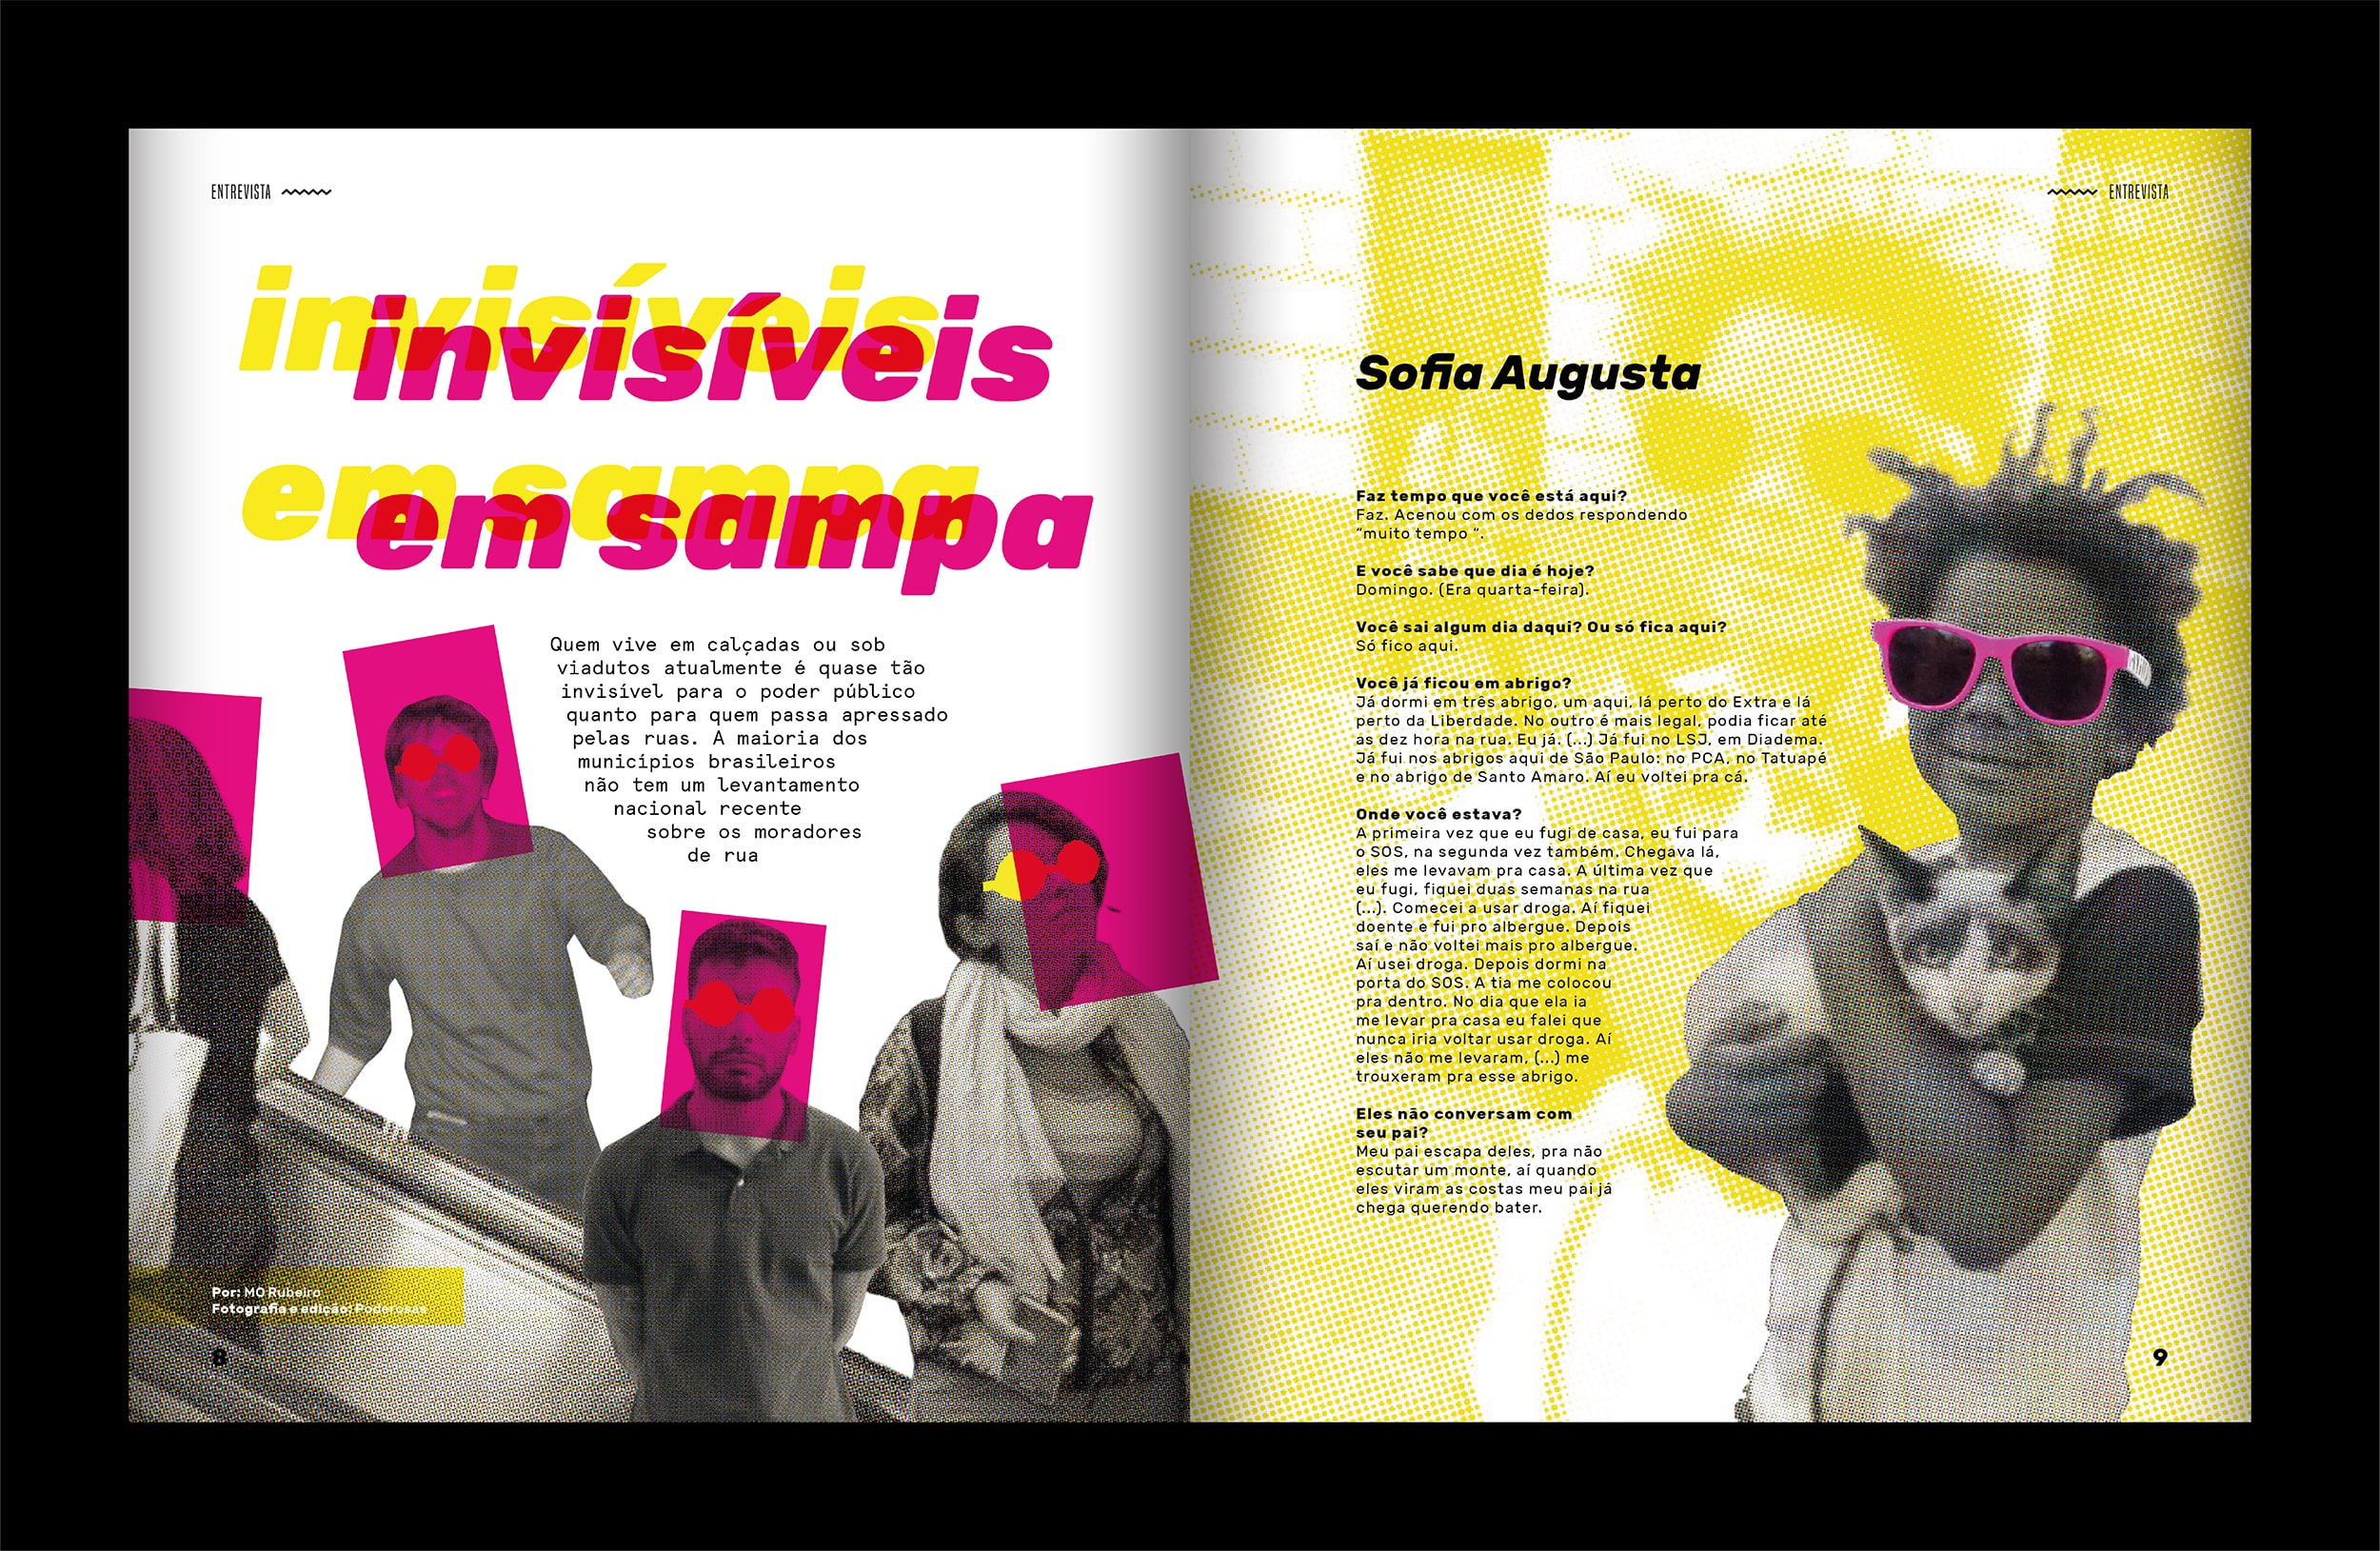 ENTREVISTA
invisíveis
invisíveis
em sampa
em sampa
Quem vive em calçadas ou sob
viadutos atualmente é quase tão
invisível para o poder público
quanto para quem passa apressado
pelas ruas. A maioria dos
municípios brasileiros
não tem um levantamento
nacional recente
sobre os moradores
de rua
Por: MO Rubeiro
Fotografia e edição: Poderosas
8
ENTREVISTA
Sofia Augusta
Faz tempo que você está aqui?
Faz. Acenou com os dedos respondendo
“muito tempo “.
E você sabe que dia é hoje?
Domingo. (Era quarta-feira).
Você sai algum dia daqui? Ou só fica aqui?
Só fico aqui.
Você já ficou em abrigo?
Já dormi em três abrigo, um aqui, lá perto do Extra e lá
perto da Liberdade. No outro é mais legal, podia ficar até
as dez hora na rua. Eu já. (...) Já fui no LSJ, em Diadema.
Já fui nos abrigos aqui de São Paulo: no PCA, no Tatuapé
e no abrigo de Santo Amaro. Aí eu voltei pra cá.
Onde você estava?
A primeira vez que eu fugi de casa, eu fui para
o SOS, na segunda vez também. Chegava lá,
eles me levavam pra casa. A última vez que
eu fugi, fiquei duas semanas na rua
(...). Comecei a usar droga. Aí fiquei
doente e fui pro albergue. Depois
saí e não voltei mais pro albergue.
Aí usei droga. Depois dormi na
porta do SOS. A tia me colocou
pra dentro. No dia que ela ia
me levar pra casa eu falei que
nunca iria voltar usar droga. Aí
eles não me levaram, (...) me
trouxeram pra esse abrigo.
Eles não conversam com
seu pai?
Meu pai escapa deles, pra não
escutar um monte, aí quando
eles viram as costas meu pai já
chega querendo bater.
9